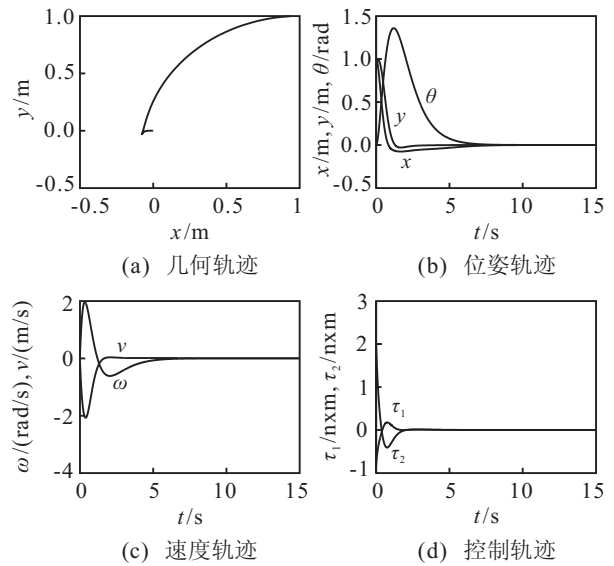 1.0
0.5
0.0
-0.5
-0.5
0
0.5
1
y/m
x/m
(a) 几何轨迹
1.5
1.0
0.5
0.0
-0.5
0
5
10
15
x/m, y/m, θ/rad
θ
y
x
t/s
(b) 位姿轨迹
2
0
-2
-4
0
5
10
15
ω/(rad/s), v/(m/s)
v
ω
t/s
(c) 速度轨迹
3
2
1
0
-1
0
5
10
15
τ₁/nxm, τ₂/nxm
τ₁
τ₂
t/s
(d) 控制轨迹